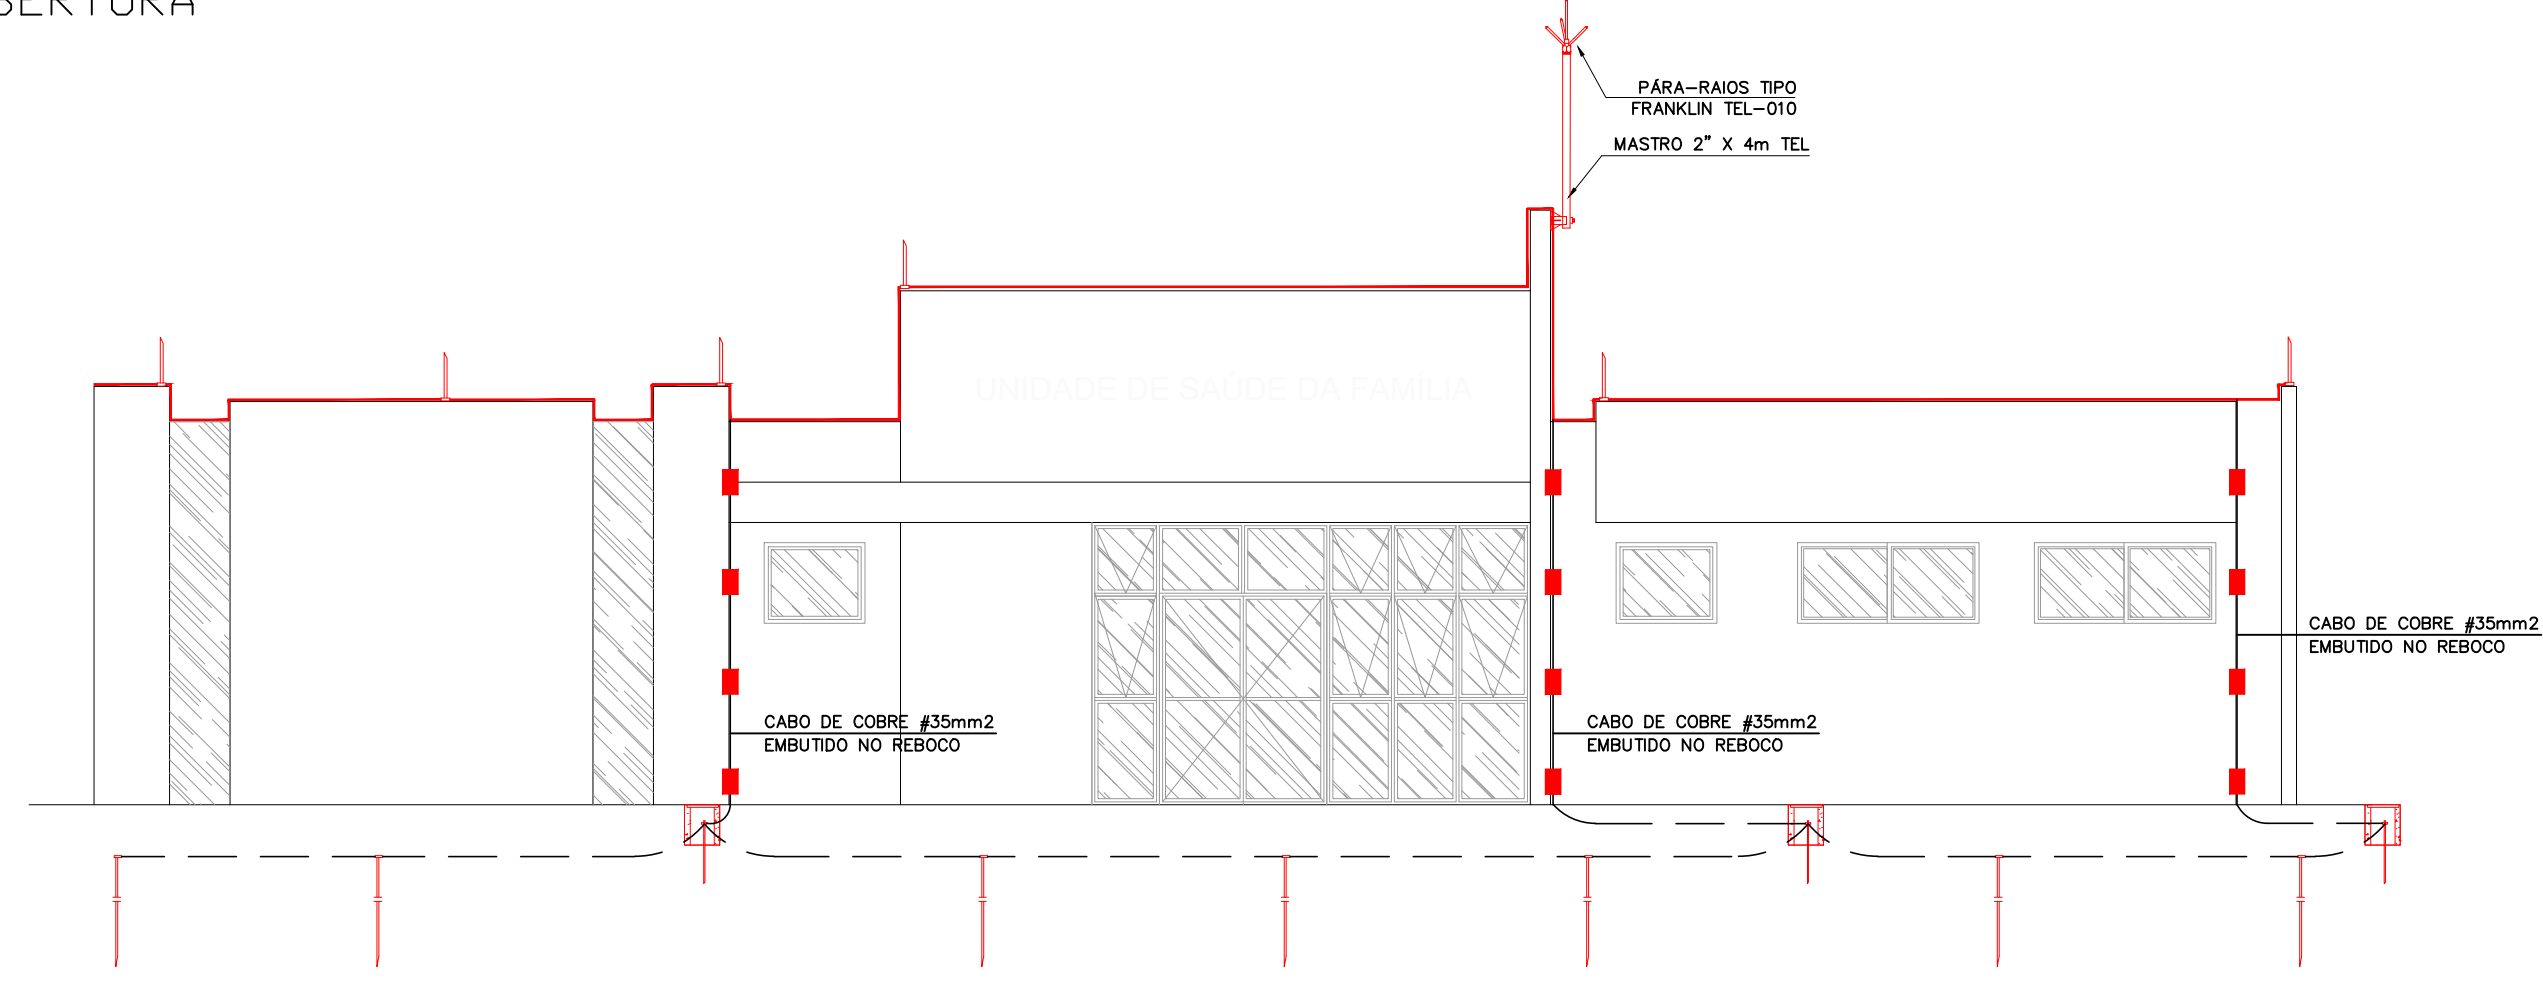 BERTURA
PÁRA-RAIOS TIPO
FRANKLIN TEL-010
MASTRO 2" X 4m TEL
UNIDADE DE SAÚDE DA FAMÍLIA
CABO DE COBRE #35mm2
EMBUTIDO NO REBOCO
CABO DE COBRE #35mm2
EMBUTIDO NO REBOCO
CABO DE COBRE #35mm2
EMBUTIDO NO REBOCO